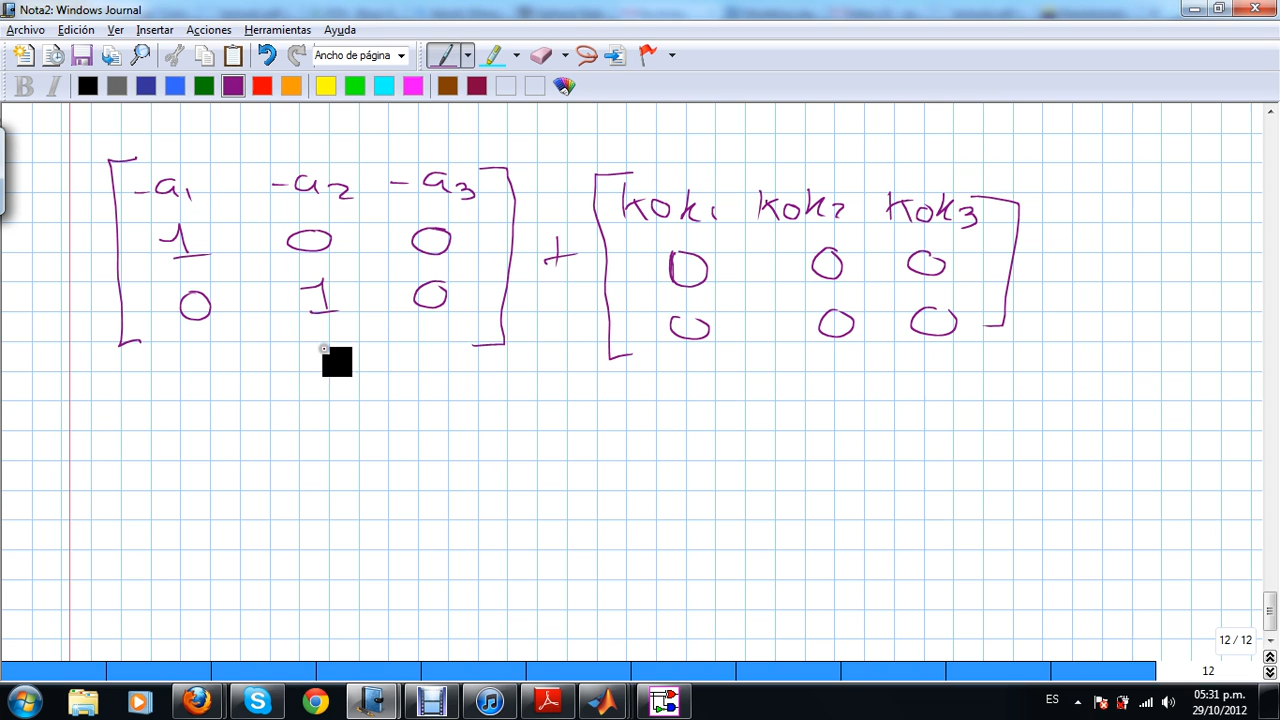 Nota2: Windows Journal
Archivo Edición Ver Insertar Acciones Herramientas Ayuda
Ancho de página
-a1 -a2 -a3
1 0 0
0 1 0
+
kok1 kok2 kok3
0 0 0
0 0 0
12 / 12
12
ES
05:31 p.m.
29/10/2012